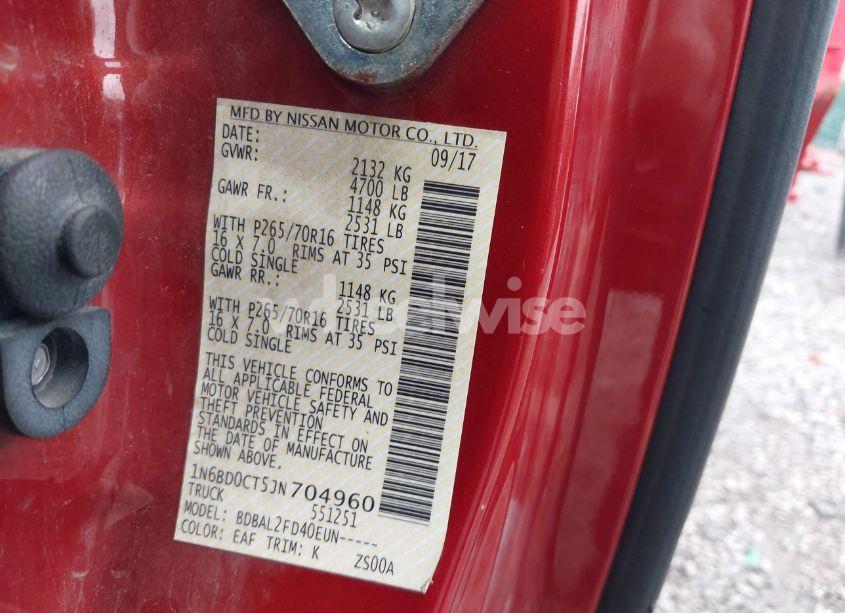 MFD BY NISSAN MOTOR CO., LTD.
DATE: 09/17
GVWR: 2132 KG
4700 LB
GAWR FR.: 1148 KG
2531 LB
WITH P265/70R16 TIRES
16 X 7.0 RIMS AT 35 PSI
COLD SINGLE
GAWR RR.: 1148 KG
2531 LB
WITH P265/70R16 TIRES
16 X 7.0 RIMS AT 35 PSI
COLD SINGLE
THIS VEHICLE CONFORMS TO
ALL APPLICABLE FEDERAL
MOTOR VEHICLE SAFETY AND
THEFT PREVENTION
STANDARDS IN EFFECT ON
THE DATE OF MANUFACTURE
SHOWN ABOVE.
1N6BD0CT5JN704960
TRUCK 551251
MODEL: BDBAL2FD40EUN-----
COLOR: EAF TRIM: K ZS00A
wheelwise